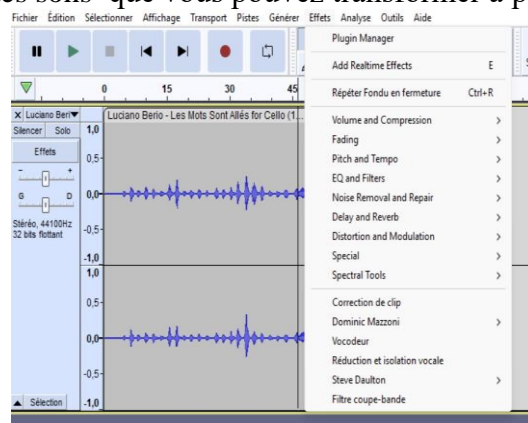 es sons que vous pouvez transformer à p
Fichier Édition Sélectionner Affichage Transport Pistes Générer Effets Analyse Outils Aide
Plugin Manager
Add Realtime Effects E
Répéter Fondu en fermeture Ctrl+R
Volume and Compression
Fading
Pitch and Tempo
EQ and Filters
Noise Removal and Repair
Delay and Reverb
Distortion and Modulation
Special
Spectral Tools
Correction de clip
Dominic Mazzoni
Vocodeur
Réduction et isolation vocale
Steve Daulton
Filtre coupe-bande
0 15 30 45
X Luciano Beri
Luciano Berio - Les Mots Sont Allés for Cello (1...
Silencer Solo
Effets
- +
G D
Stéréo, 44100Hz
32 bits flottant
Sélection
1,0
0,5
0,0
-0,5
-1,0
1,0
0,5
0,0
-0,5
-1,0